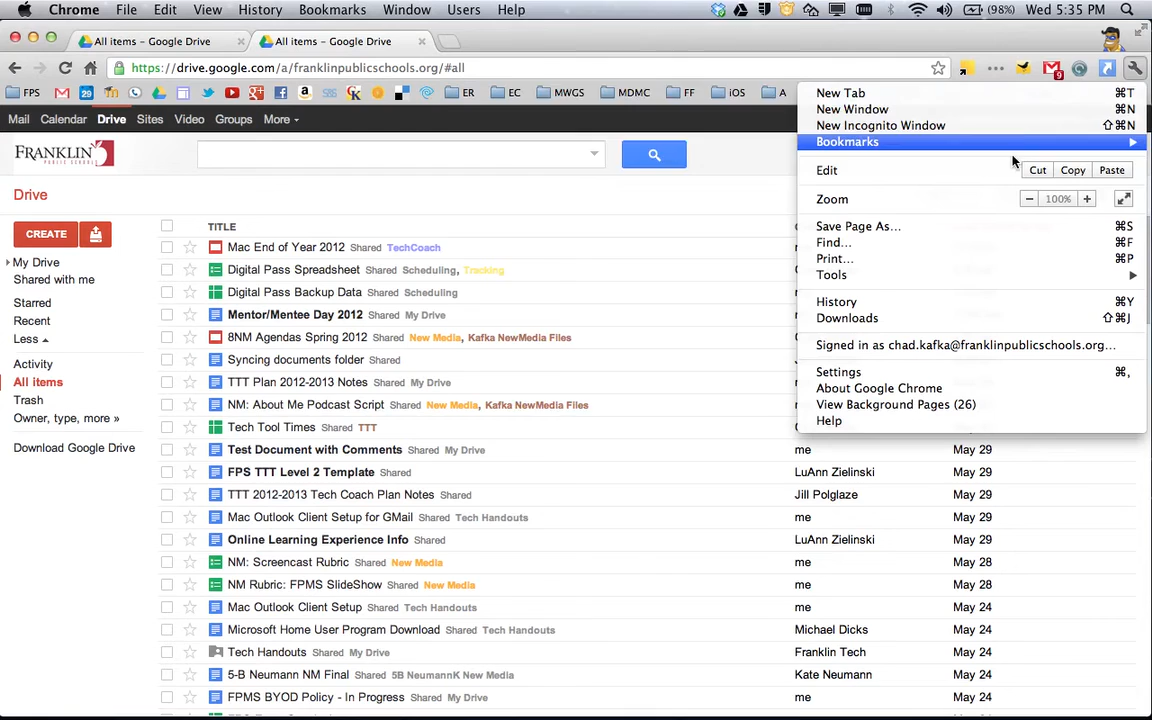 Chrome File Edit View History Bookmarks Window Users Help (98%) Wed 5:35 PM
All items – Google Drive All items – Google Drive
https://drive.google.com/a/franklinpublicschools.org/#all 9
FPS 29 SBS ER EC MWGS MDMC FF iOS A
Mail Calendar Drive Sites Video Groups More
FRANKLIN
PUBLIC SCHOOLS
Drive
CREATE
My Drive
Shared with me
Starred
Recent
Less
Activity
All items
Trash
Owner, type, more »
Download Google Drive
TITLE
Mac End of Year 2012 Shared TechCoach
Digital Pass Spreadsheet Shared Scheduling, Tracking
Digital Pass Backup Data Shared Scheduling
Mentor/Mentee Day 2012 Shared My Drive
8NM Agendas Spring 2012 Shared New Media, Kafka NewMedia Files
Syncing documents folder Shared
TTT Plan 2012-2013 Notes Shared My Drive
NM: About Me Podcast Script Shared New Media, Kafka NewMedia Files
Tech Tool Times Shared TTT me May 29
Test Document with Comments Shared My Drive me May 29
FPS TTT Level 2 Template Shared LuAnn Zielinski May 29
TTT 2012-2013 Tech Coach Plan Notes Shared Jill Polglaze May 29
Mac Outlook Client Setup for GMail Shared Tech Handouts me May 29
Online Learning Experience Info Shared LuAnn Zielinski May 29
NM: Screencast Rubric Shared New Media me May 28
NM Rubric: FPMS SlideShow Shared New Media me May 28
Mac Outlook Client Setup Shared Tech Handouts me May 24
Microsoft Home User Program Download Shared Tech Handouts Michael Dicks May 24
Tech Handouts Shared My Drive Franklin Tech May 24
5-B Neumann NM Final Shared 5B NeumannK New Media Kate Neumann May 24
FPMS BYOD Policy - In Progress Shared My Drive me May 24
New Tab ⌘T
New Window ⌘N
New Incognito Window ⇧⌘N
Bookmarks
Edit Cut Copy Paste
Zoom − 100% +
Save Page As... ⌘S
Find... ⌘F
Print... ⌘P
Tools
History ⌘Y
Downloads ⇧⌘J
Signed in as chad.kafka@franklinpublicschools.org...
Settings ⌘,
About Google Chrome
View Background Pages (26)
Help